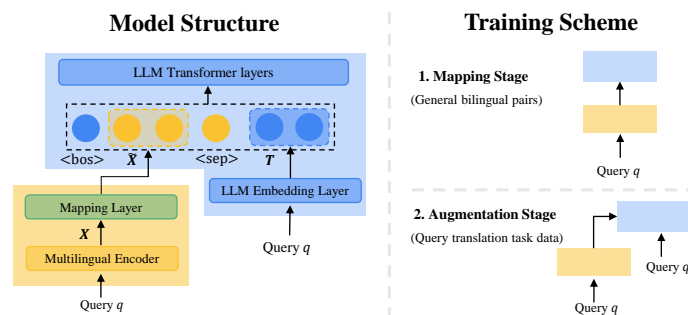 Model Structure
LLM Transformer layers
<bos>
X̃
<sep>
T
Mapping Layer
LLM Embedding Layer
X
Multilingual Encoder
Query q
Query q
Training Scheme
1. Mapping Stage
(General bilingual pairs)
Query q
2. Augmentation Stage
(Query translation task data)
Query q
Query q